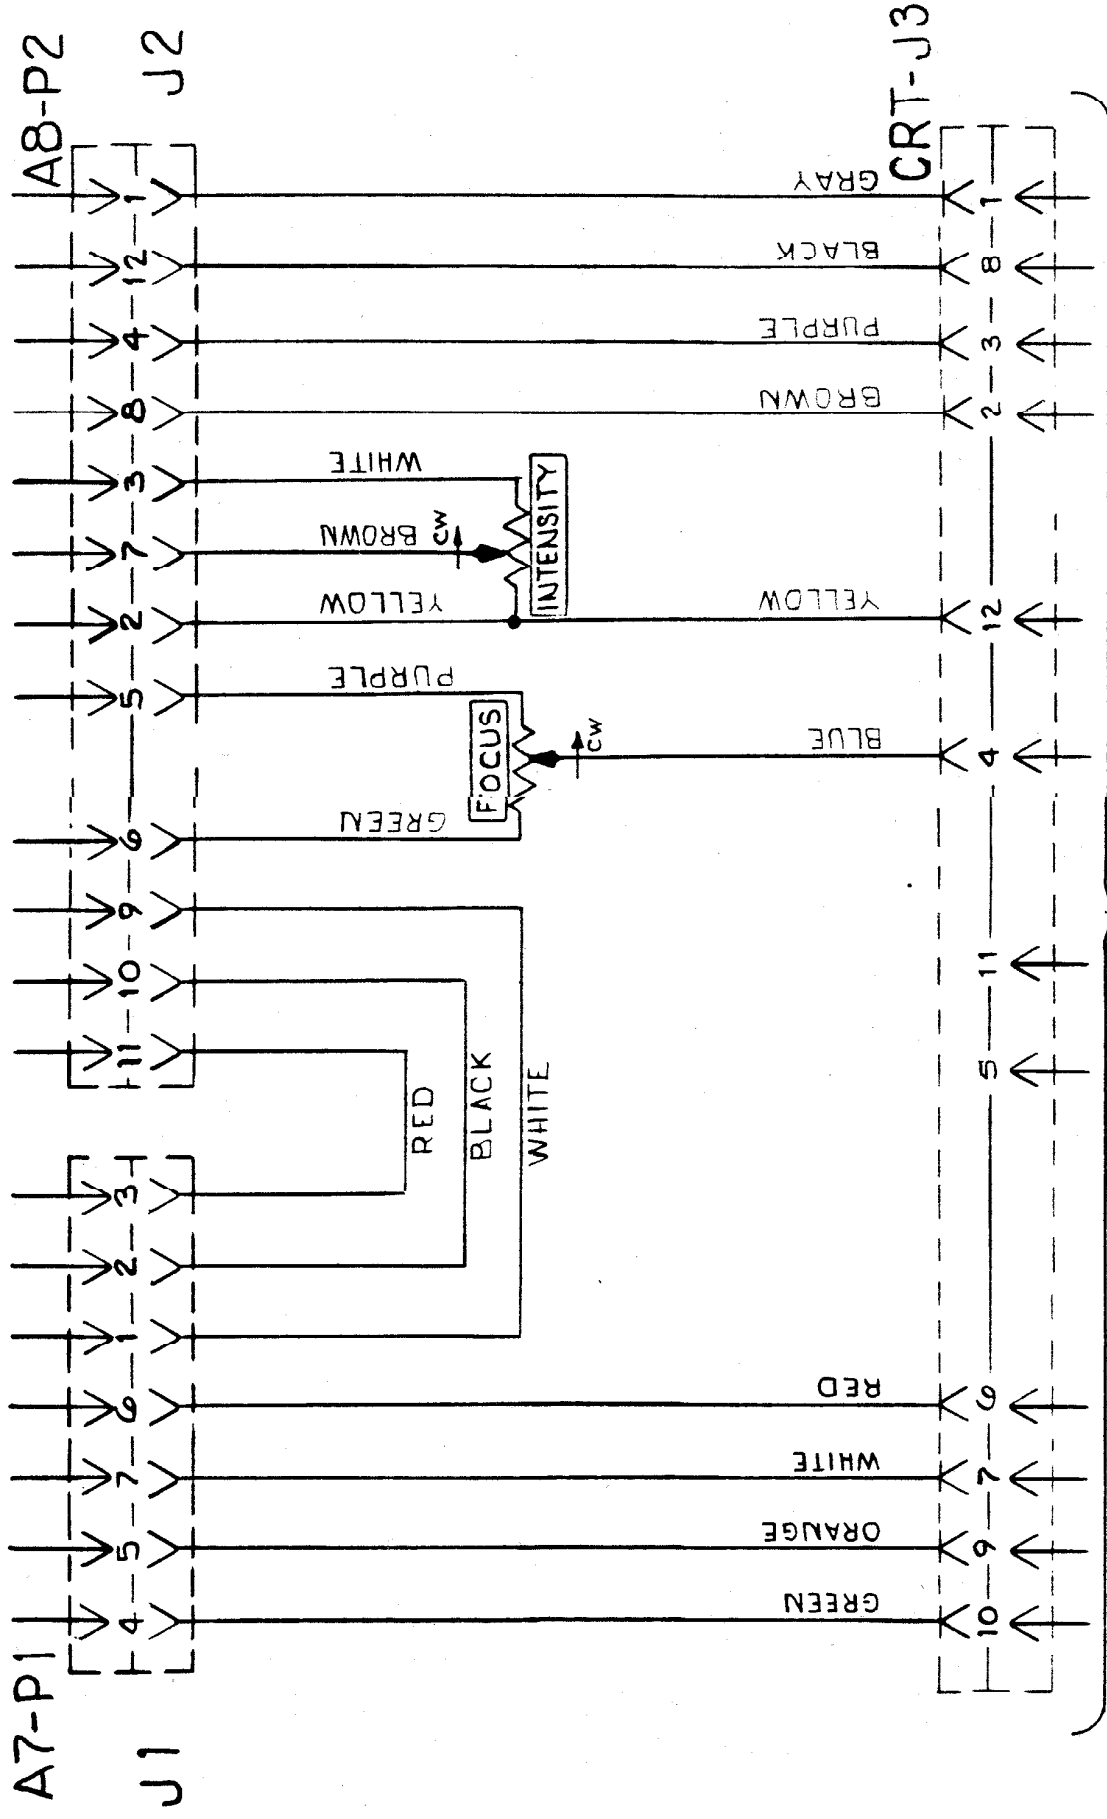 A7-P1
A8-P2
J1
J2
4 5 7 6 1 2 3
11 10 9 6 5 2 7 3 8 4 12 1
RED
BLACK
WHITE
GREEN
PURPLE
YELLOW
BROWN
WHITE
CW
FOCUS
INTENSITY
CW
GREEN
ORANGE
WHITE
RED
BLUE
YELLOW
BROWN
PURPLE
BLACK
GRAY
CRT-J3
10 9 7 6 5 11 4 12 2 3 8 1